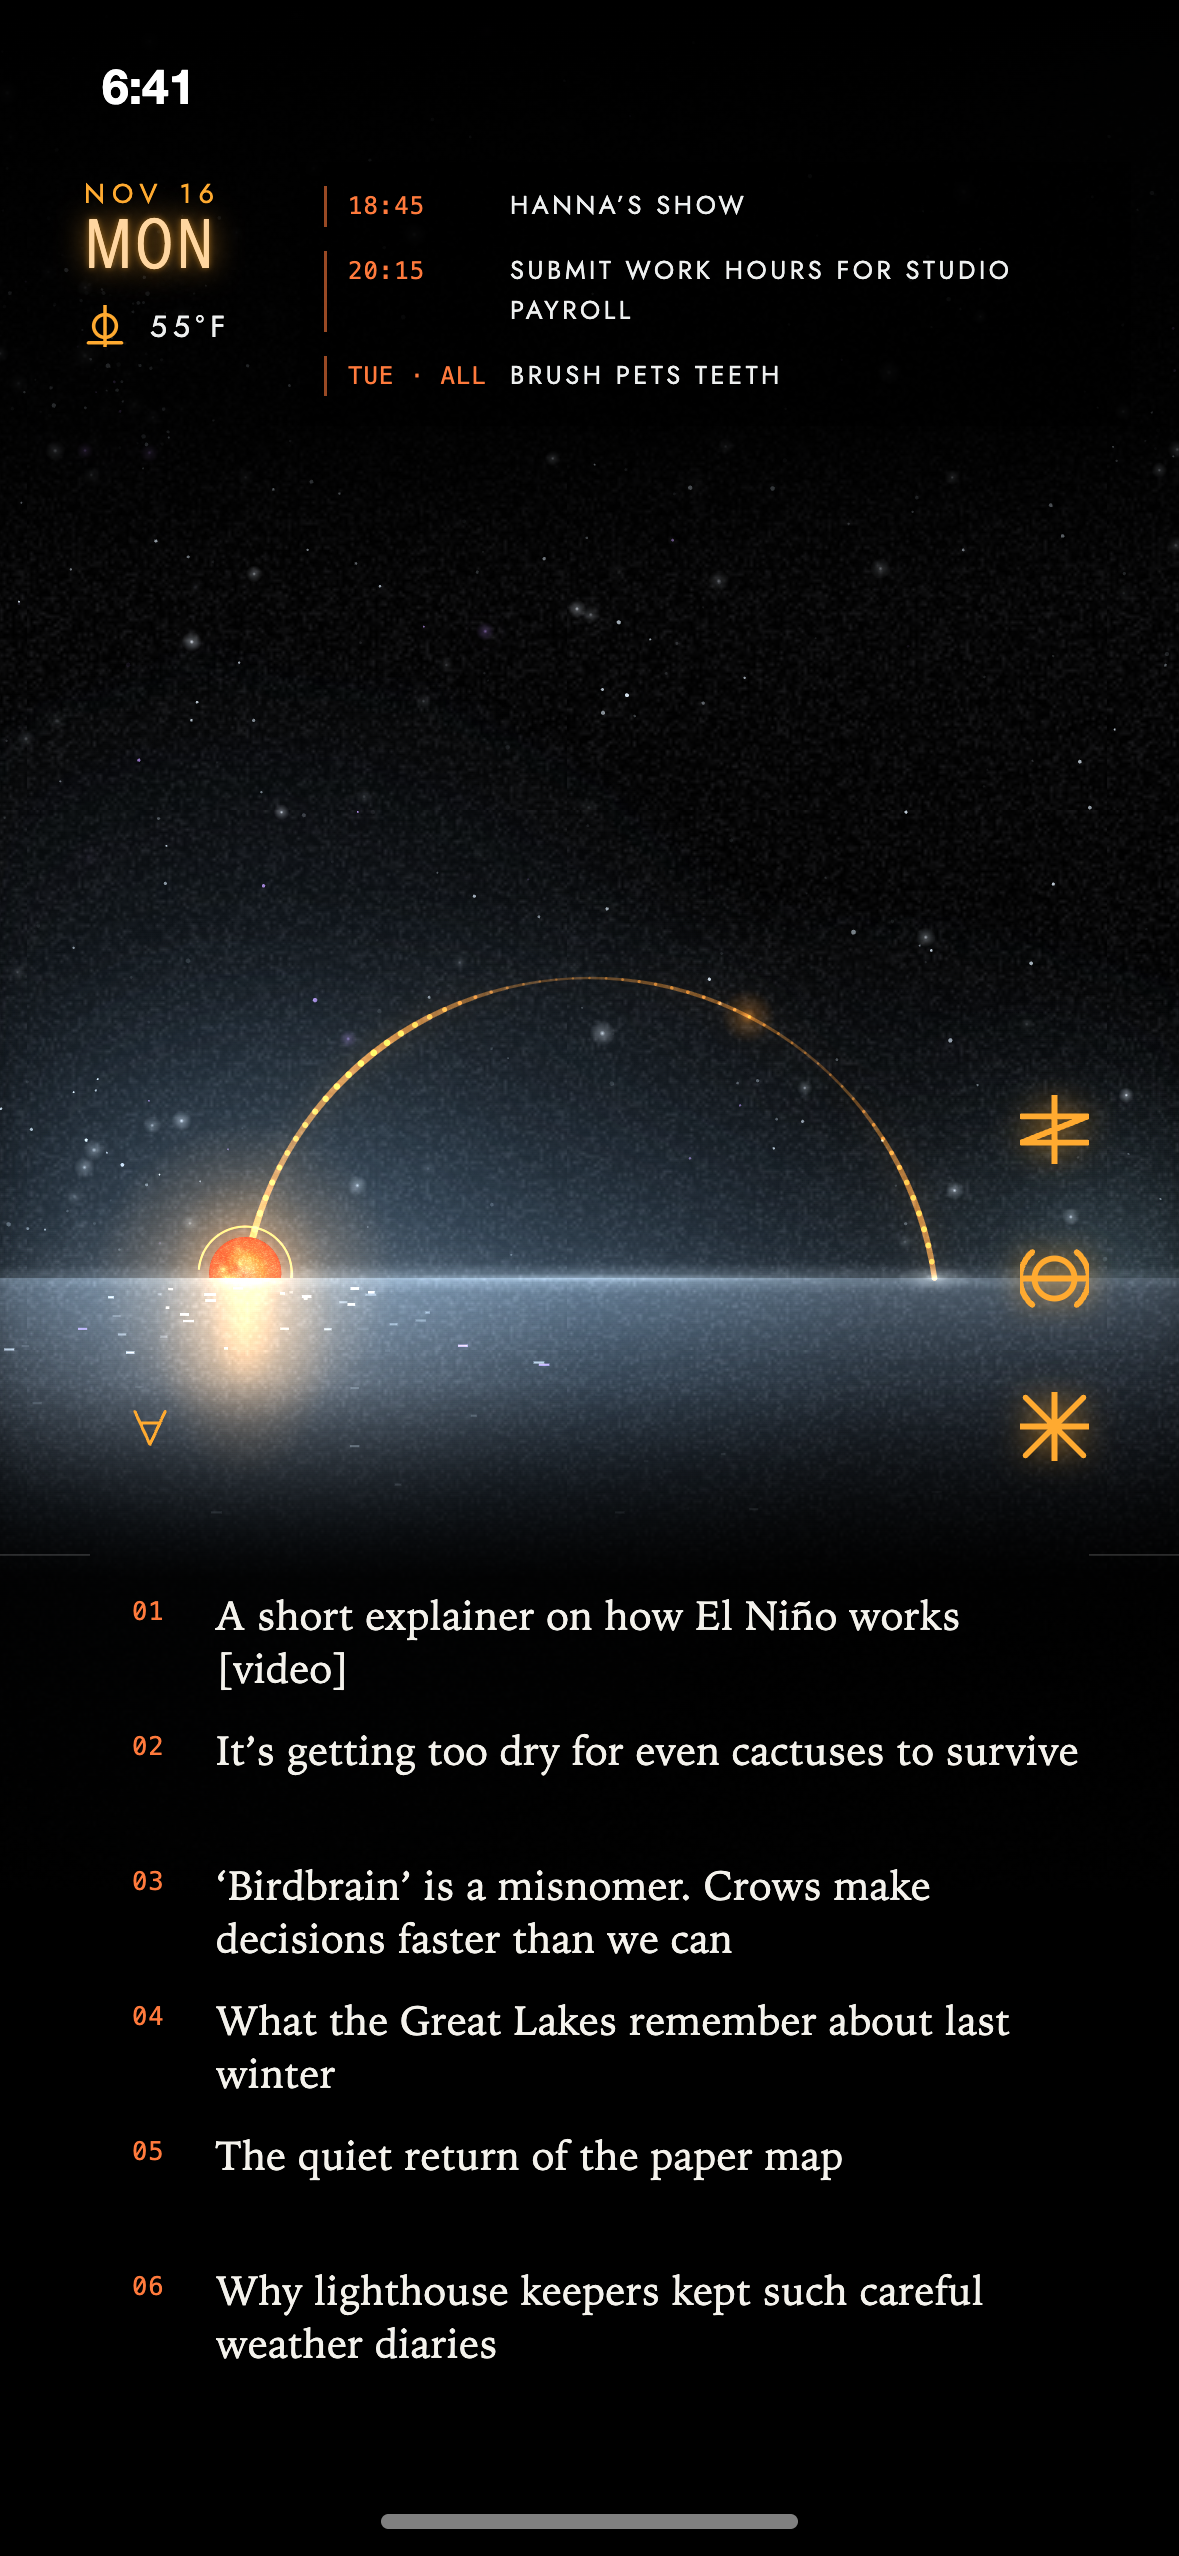 6:41
NOV 16
MON
55°F
18:45 HANNA’S SHOW
20:15 SUBMIT WORK HOURS FOR STUDIO
PAYROLL
TUE · ALL BRUSH PETS TEETH
01 A short explainer on how El Niño works
[video]
02 It’s getting too dry for even cactuses to survive
03 ‘Birdbrain’ is a misnomer. Crows make
decisions faster than we can
04 What the Great Lakes remember about last
winter
05 The quiet return of the paper map
06 Why lighthouse keepers kept such careful
weather diaries